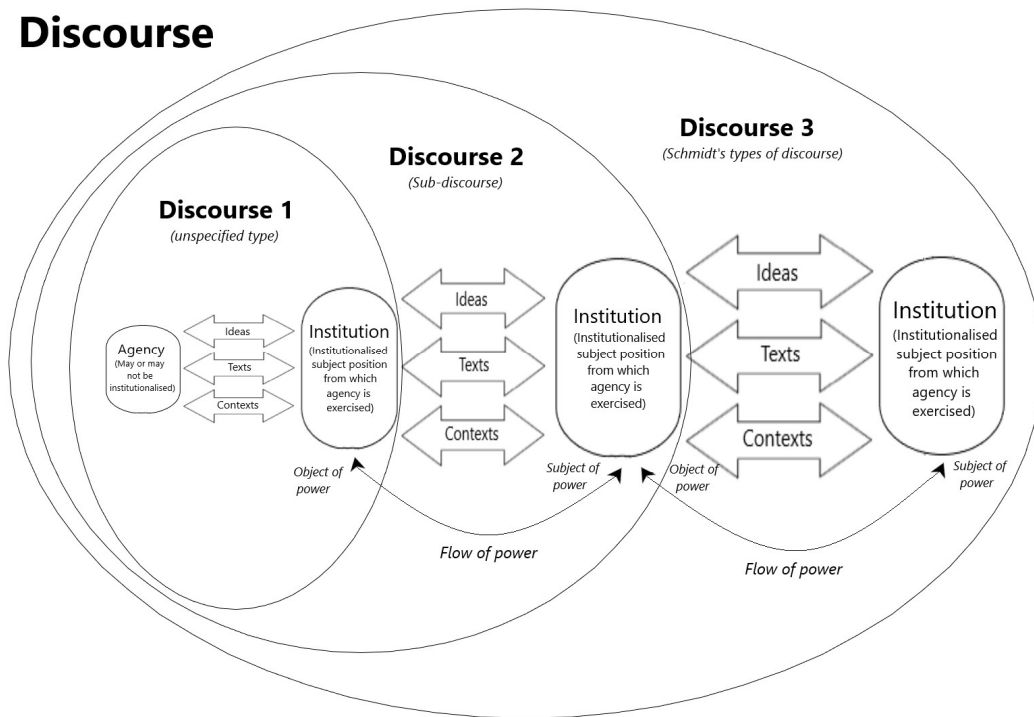 Discourse
Discourse 1
(unspecified type)
Discourse 2
(Sub-discourse)
Discourse 3
(Schmidt's types of discourse)
Agency
(May or may
not be
institutionalised)
Ideas
Texts
Contexts
Institution
(Institutionalised
subject position
from which
agency is
exercised)
Ideas
Texts
Contexts
Institution
(Institutionalised
subject position
from which
agency is
exercised)
Ideas
Texts
Contexts
Institution
(Institutionalised
subject position
from which
agency is
exercised)
Object of
power
Subject of
power
Object of
power
Subject of
power
Flow of power
Flow of power